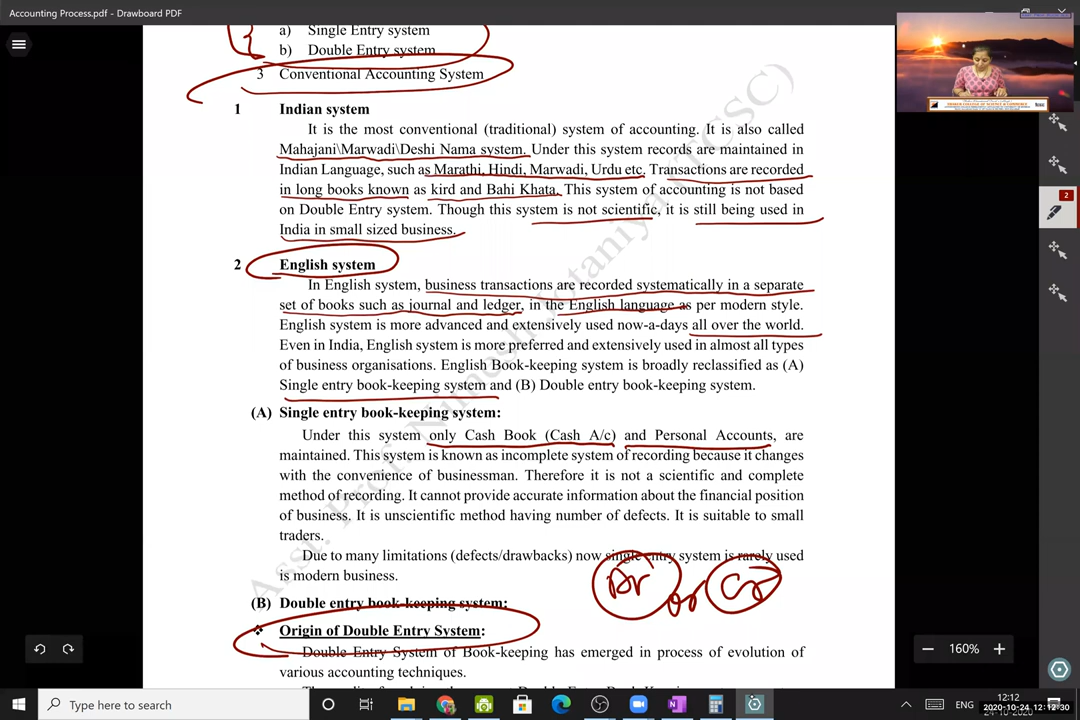 Accounting Process.pdf - Drawboard PDF
a) Single Entry system
b) Double Entry system
3 Conventional Accounting System
1 Indian system
It is the most conventional (traditional) system of accounting. It is also called
Mahajani\Marwadi\Deshi Nama system. Under this system records are maintained in
Indian Language, such as Marathi, Hindi, Marwadi, Urdu etc. Transactions are recorded
in long books known as kird and Bahi Khata. This system of accounting is not based
on Double Entry system. Though this system is not scientific, it is still being used in
India in small sized business.
2 English system
In English system, business transactions are recorded systematically in a separate
set of books such as journal and ledger, in the English language as per modern style.
English system is more advanced and extensively used now-a-days all over the world.
Even in India, English system is more preferred and extensively used in almost all types
of business organisations. English Book-keeping system is broadly reclassified as (A)
Single entry book-keeping system and (B) Double entry book-keeping system.
(A) Single entry book-keeping system:
Under this system only Cash Book (Cash A/c) and Personal Accounts, are
maintained. This system is known as incomplete system of recording because it changes
with the convenience of businessman. Therefore it is not a scientific and complete
method of recording. It cannot provide accurate information about the financial position
of business. It is unscientific method having number of defects. It is suitable to small
traders.
Due to many limitations (defects/drawbacks) now single entry system is rarely used
is modern business.
Dr or Cr
(B) Double entry book-keeping system:
❖ Origin of Double Entry System:
Double Entry System of Book-keeping has emerged in process of evolution of
various accounting techniques.
2
160%
Type here to search
ENG
12:12
2020-10-24 12:12:30